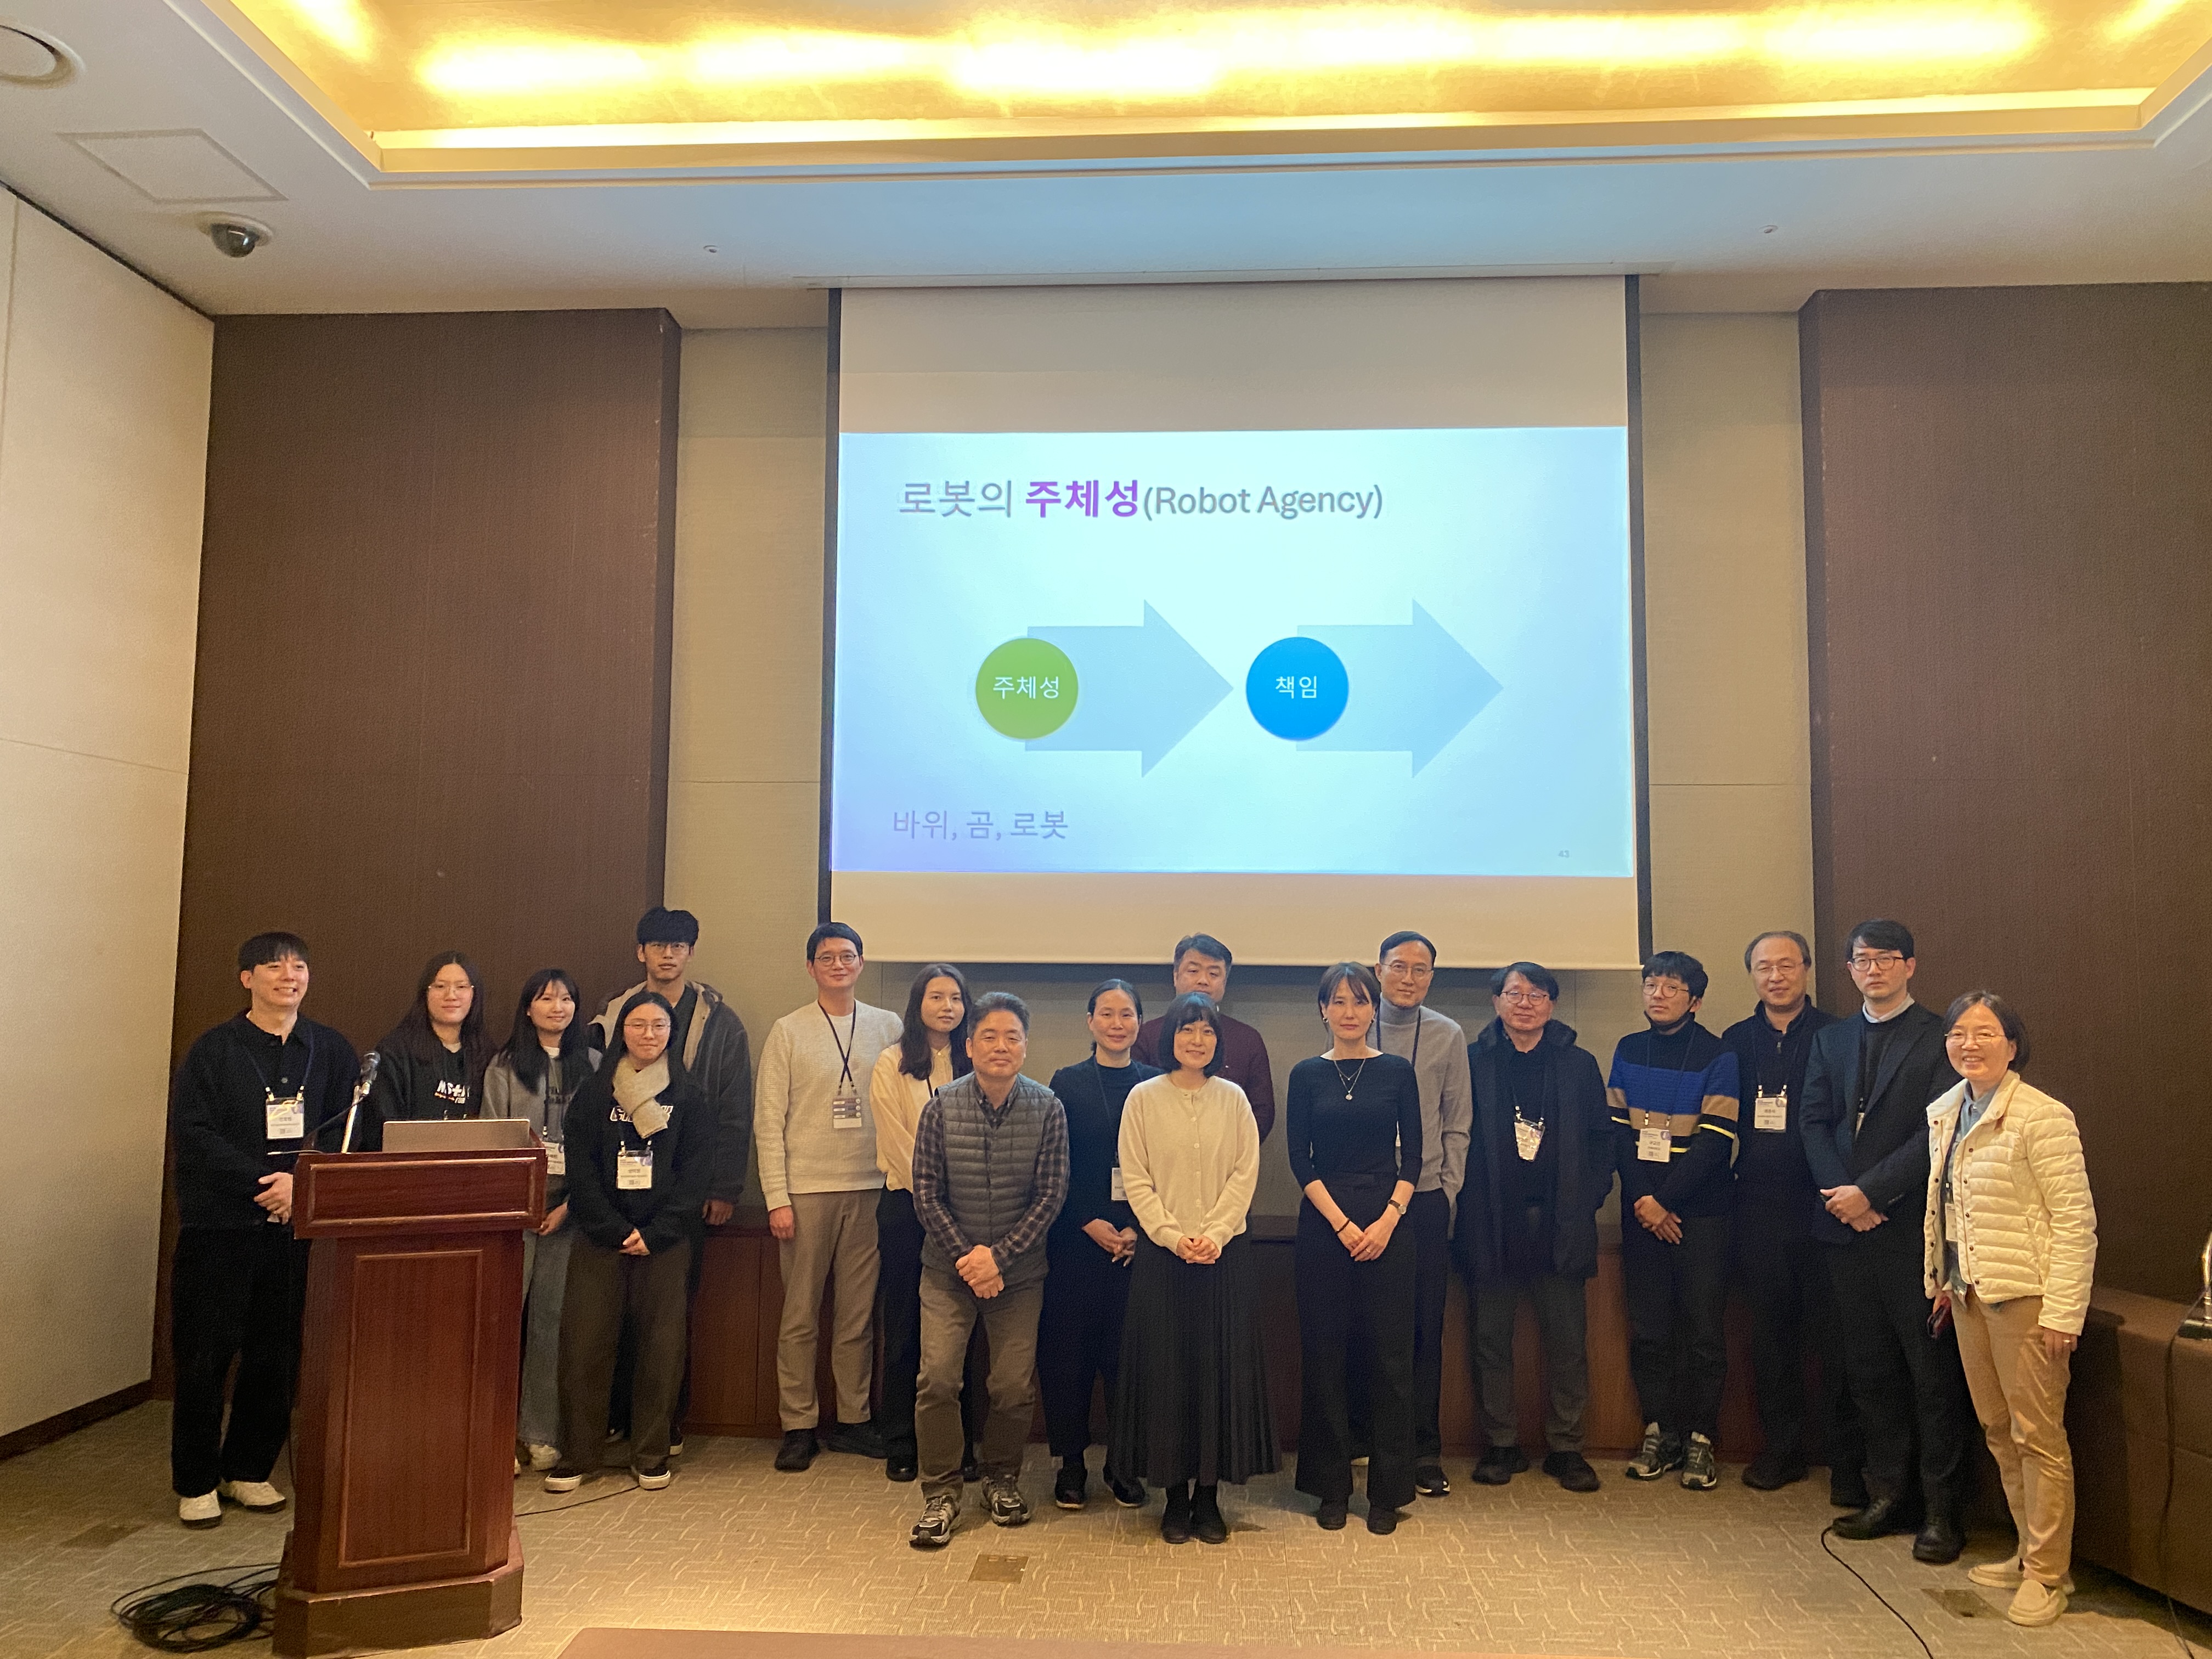 로봇의 주체성(Robot Agency)
주체성
책임
바위, 곰, 로봇
43